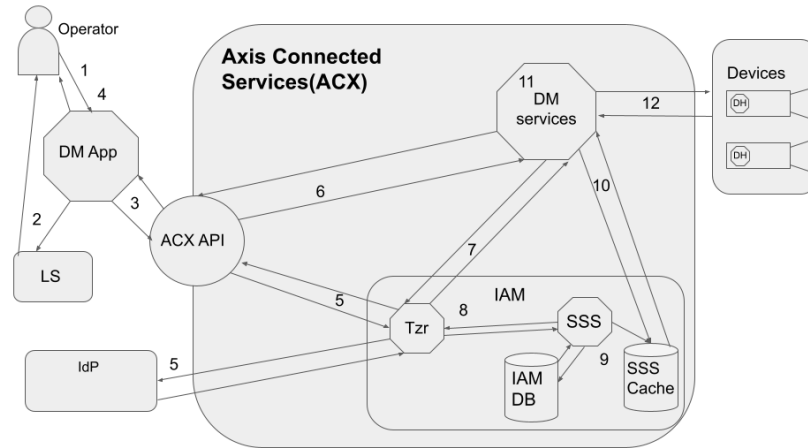 Operator
1
4
DM App
2
3
LS
ACX API
Axis Connected
Services(ACX)
11
DM
services
6
12
Devices
DH
DH
10
7
5
IAM
Tzr
8
SSS
9
IAM
DB
SSS
Cache
5
IdP